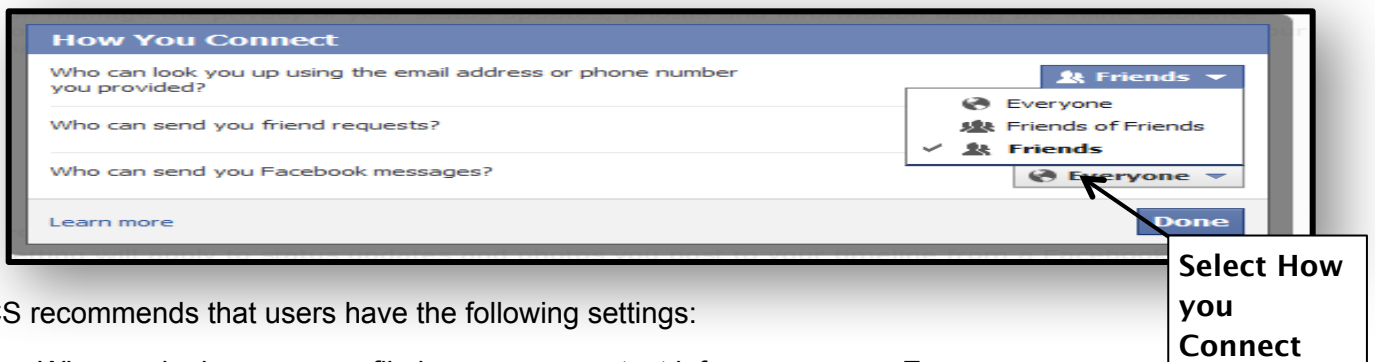 How You Connect
Who can look you up using the email address or phone number
you provided?
Friends
Everyone
Friends of Friends
Friends
Who can send you friend requests?
Who can send you Facebook messages?
Everyone
Learn more
Done
Select How
you
Connect
recommends that users have the following settings: